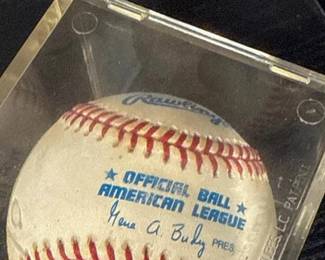 Rawlings
★ OFFICIAL BALL ★
AMERICAN LEAGUE
Gene A. Budig PRES.